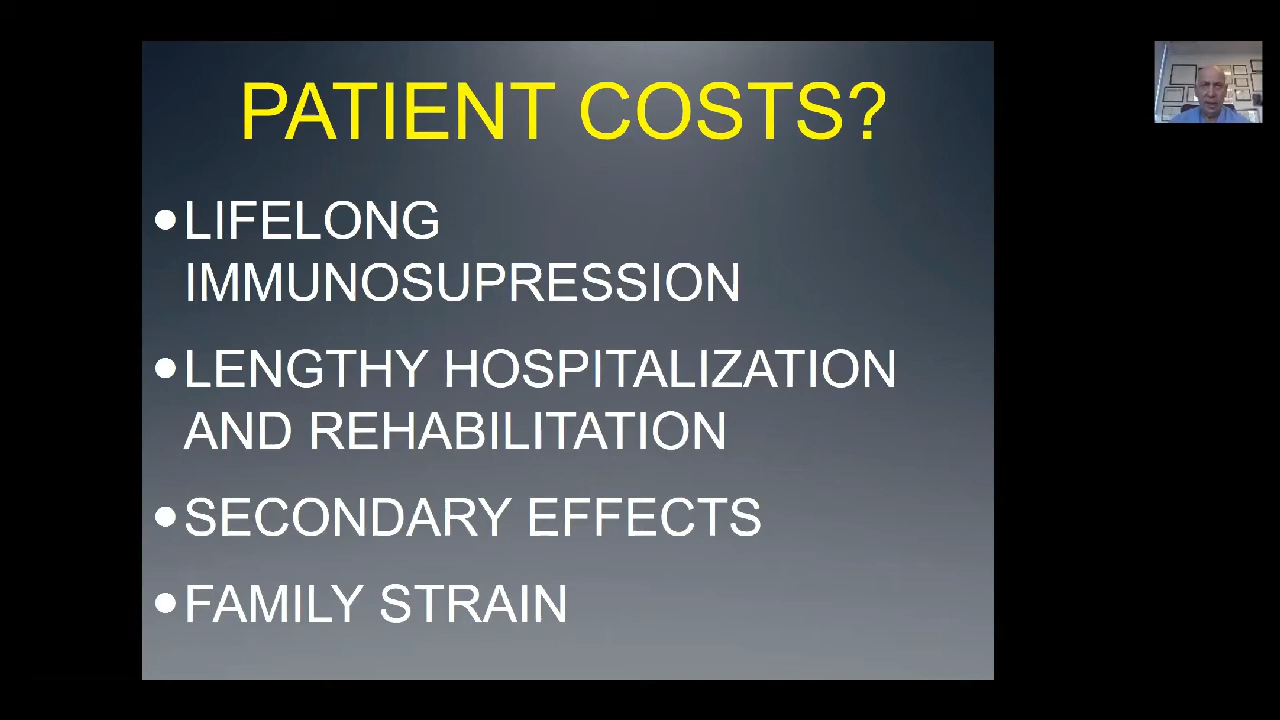 PATIENT COSTS?
•LIFELONG
IMMUNOSUPRESSION
•LENGTHY HOSPITALIZATION
AND REHABILITATION
•SECONDARY EFFECTS
•FAMILY STRAIN